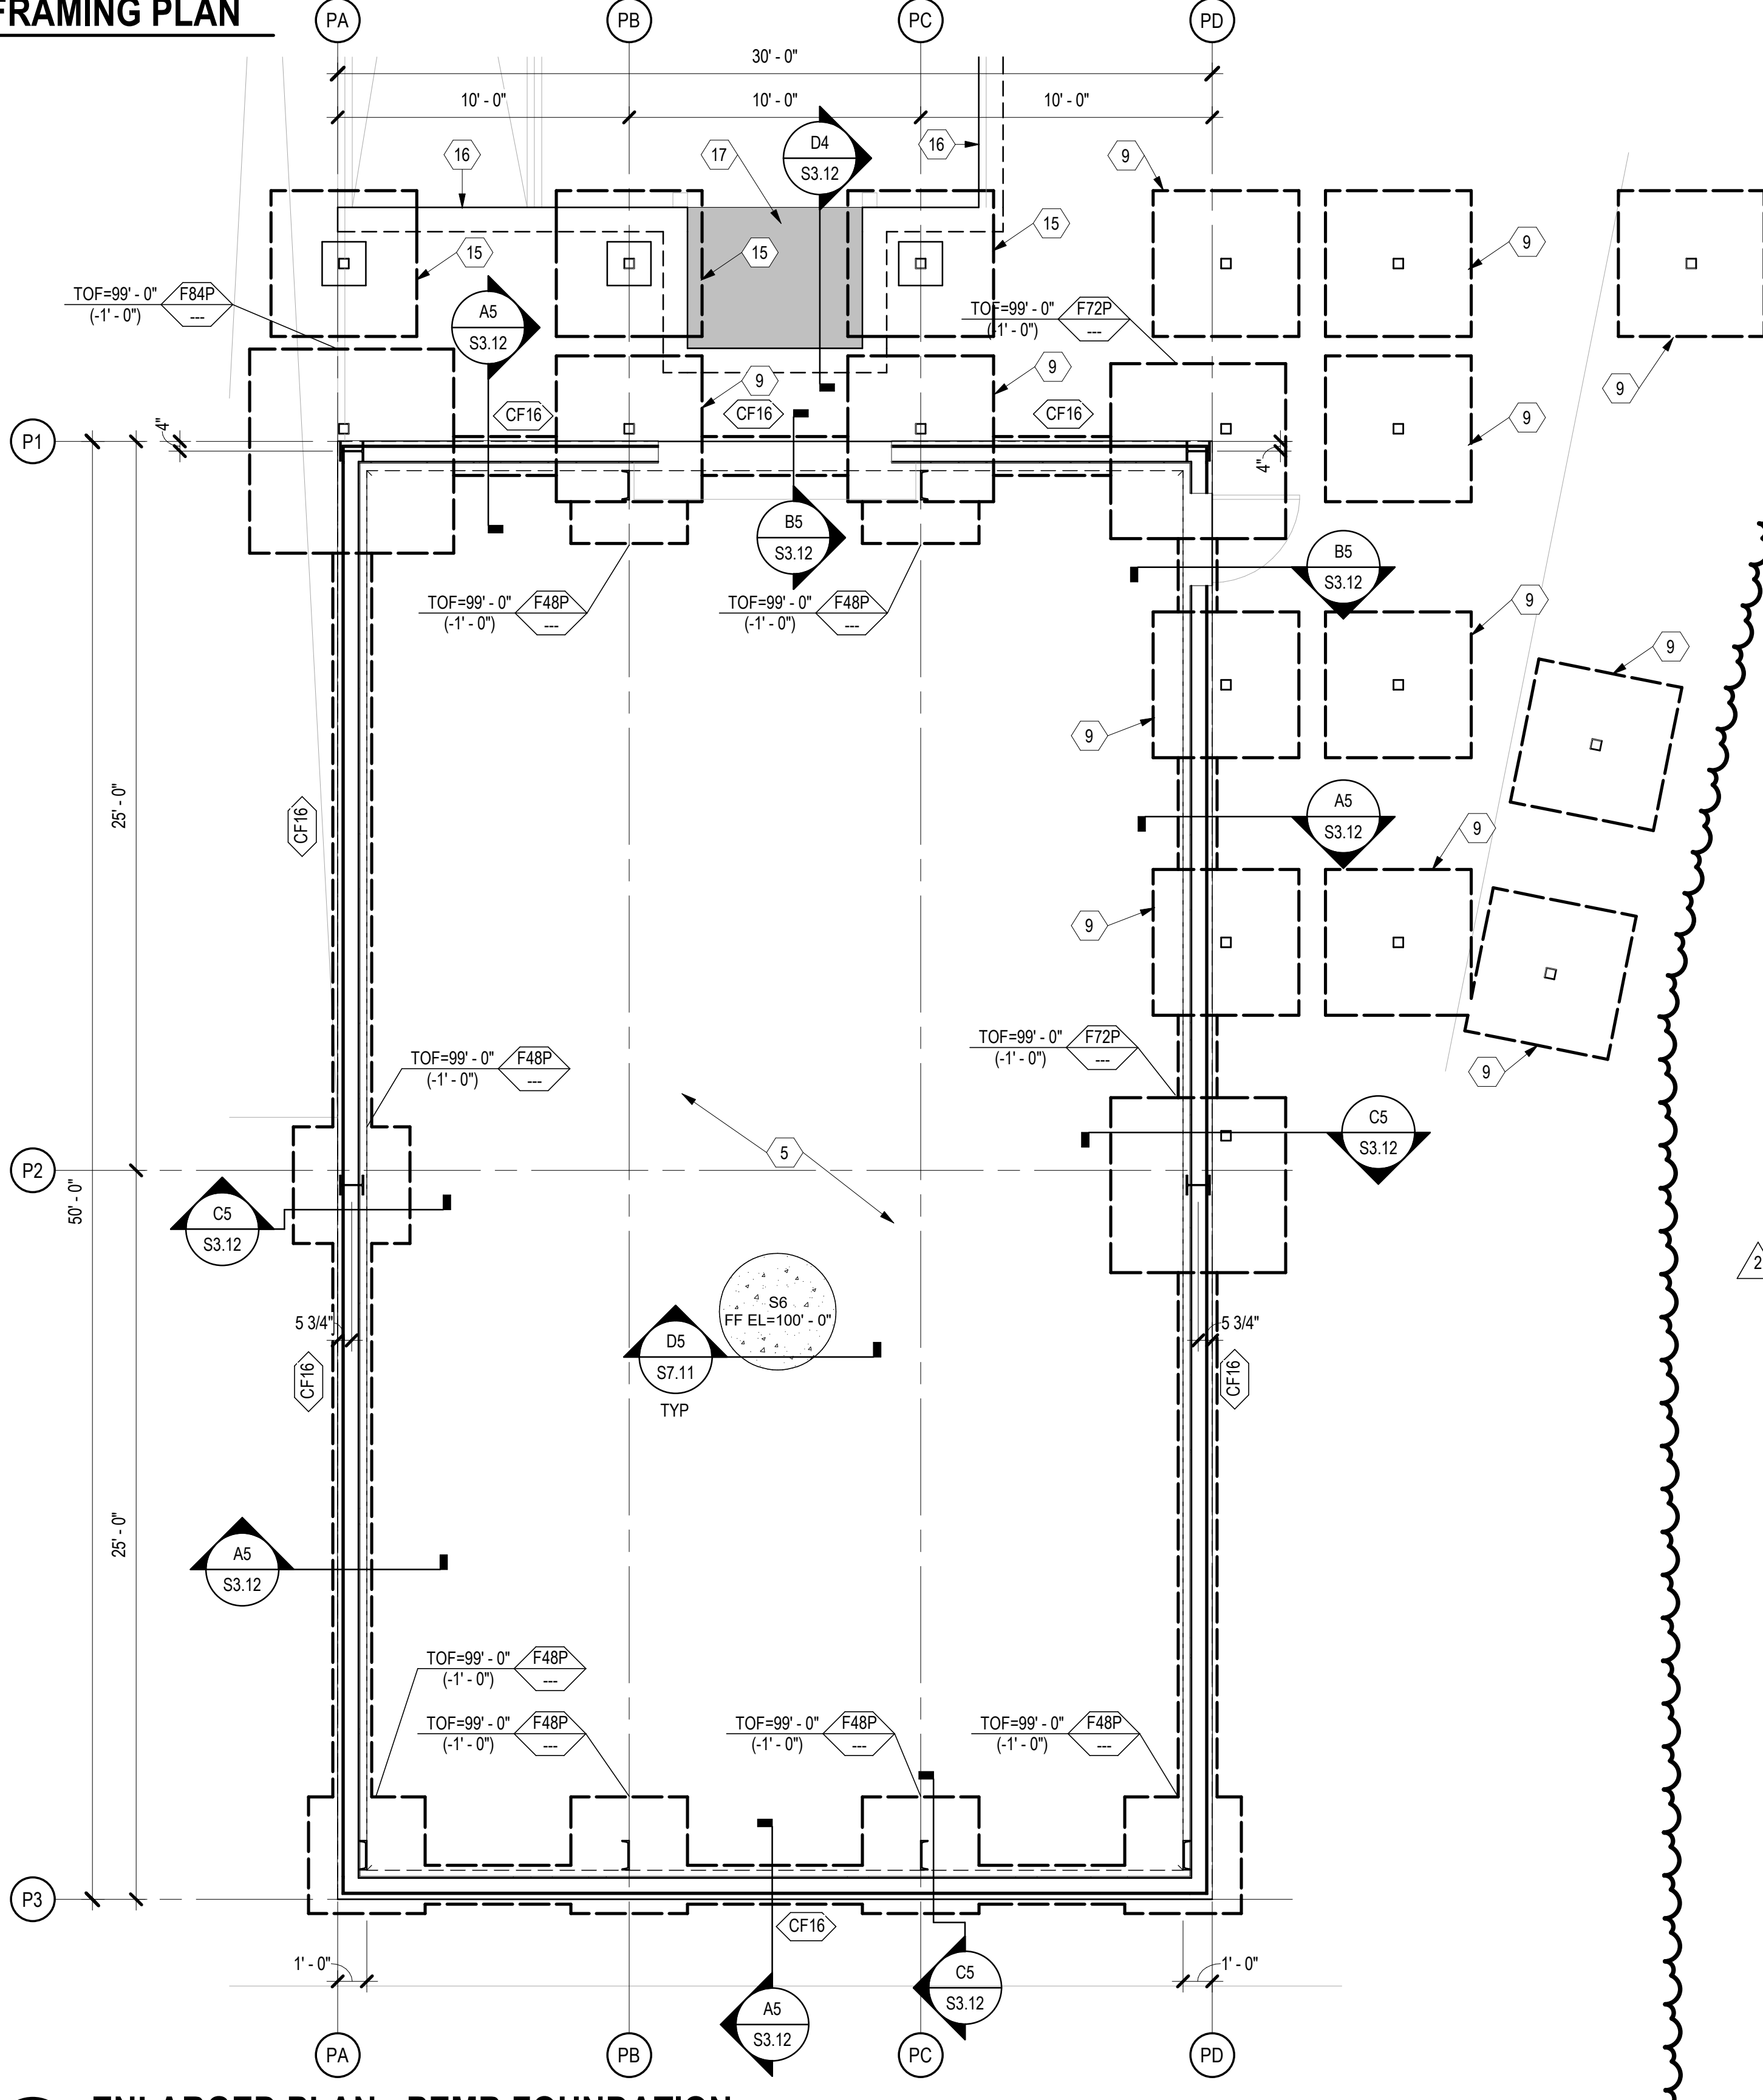 FRAMING PLAN
PA
PB
PC
PD
30' - 0"
10' - 0"
10' - 0"
10' - 0"
D4
S3.12
16
17
16
9
15
15
15
9
TOF=99' - 0"
(-1' - 0")
F84P
---
A5
S3.12
TOF=99' - 0"
(-1' - 0")
F72P
---
9
9
9
9
CF16
CF16
CF16
P1
4"
4"
B5
S3.12
B5
S3.12
TOF=99' - 0"
(-1' - 0")
F48P
---
TOF=99' - 0"
(-1' - 0")
F48P
---
9
9
9
25' - 0"
CF16
A5
S3.12
9
9
TOF=99' - 0"
(-1' - 0")
F48P
---
TOF=99' - 0"
(-1' - 0")
F72P
---
9
C5
S3.12
5
P2
50' - 0"
C5
S3.12
2
S6
FF EL=100' - 0"
5 3/4"
5 3/4"
D5
S7.11
TYP
CF16
CF16
25' - 0"
A5
S3.12
TOF=99' - 0"
(-1' - 0")
F48P
---
TOF=99' - 0"
(-1' - 0")
F48P
---
TOF=99' - 0"
(-1' - 0")
F48P
---
TOF=99' - 0"
(-1' - 0")
F48P
---
P3
CF16
1' - 0"
1' - 0"
C5
S3.12
A5
S3.12
PA
PB
PC
PD